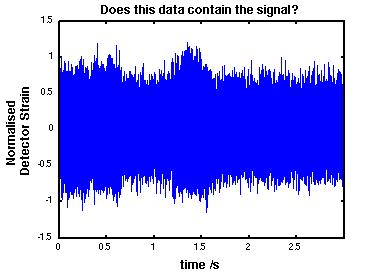 Does this data contain the signal?
Normalised
Detector Strain
1.5
1
0.5
0
-0.5
-1
-1.5
0 0.5 1 1.5 2 2.5
time /s